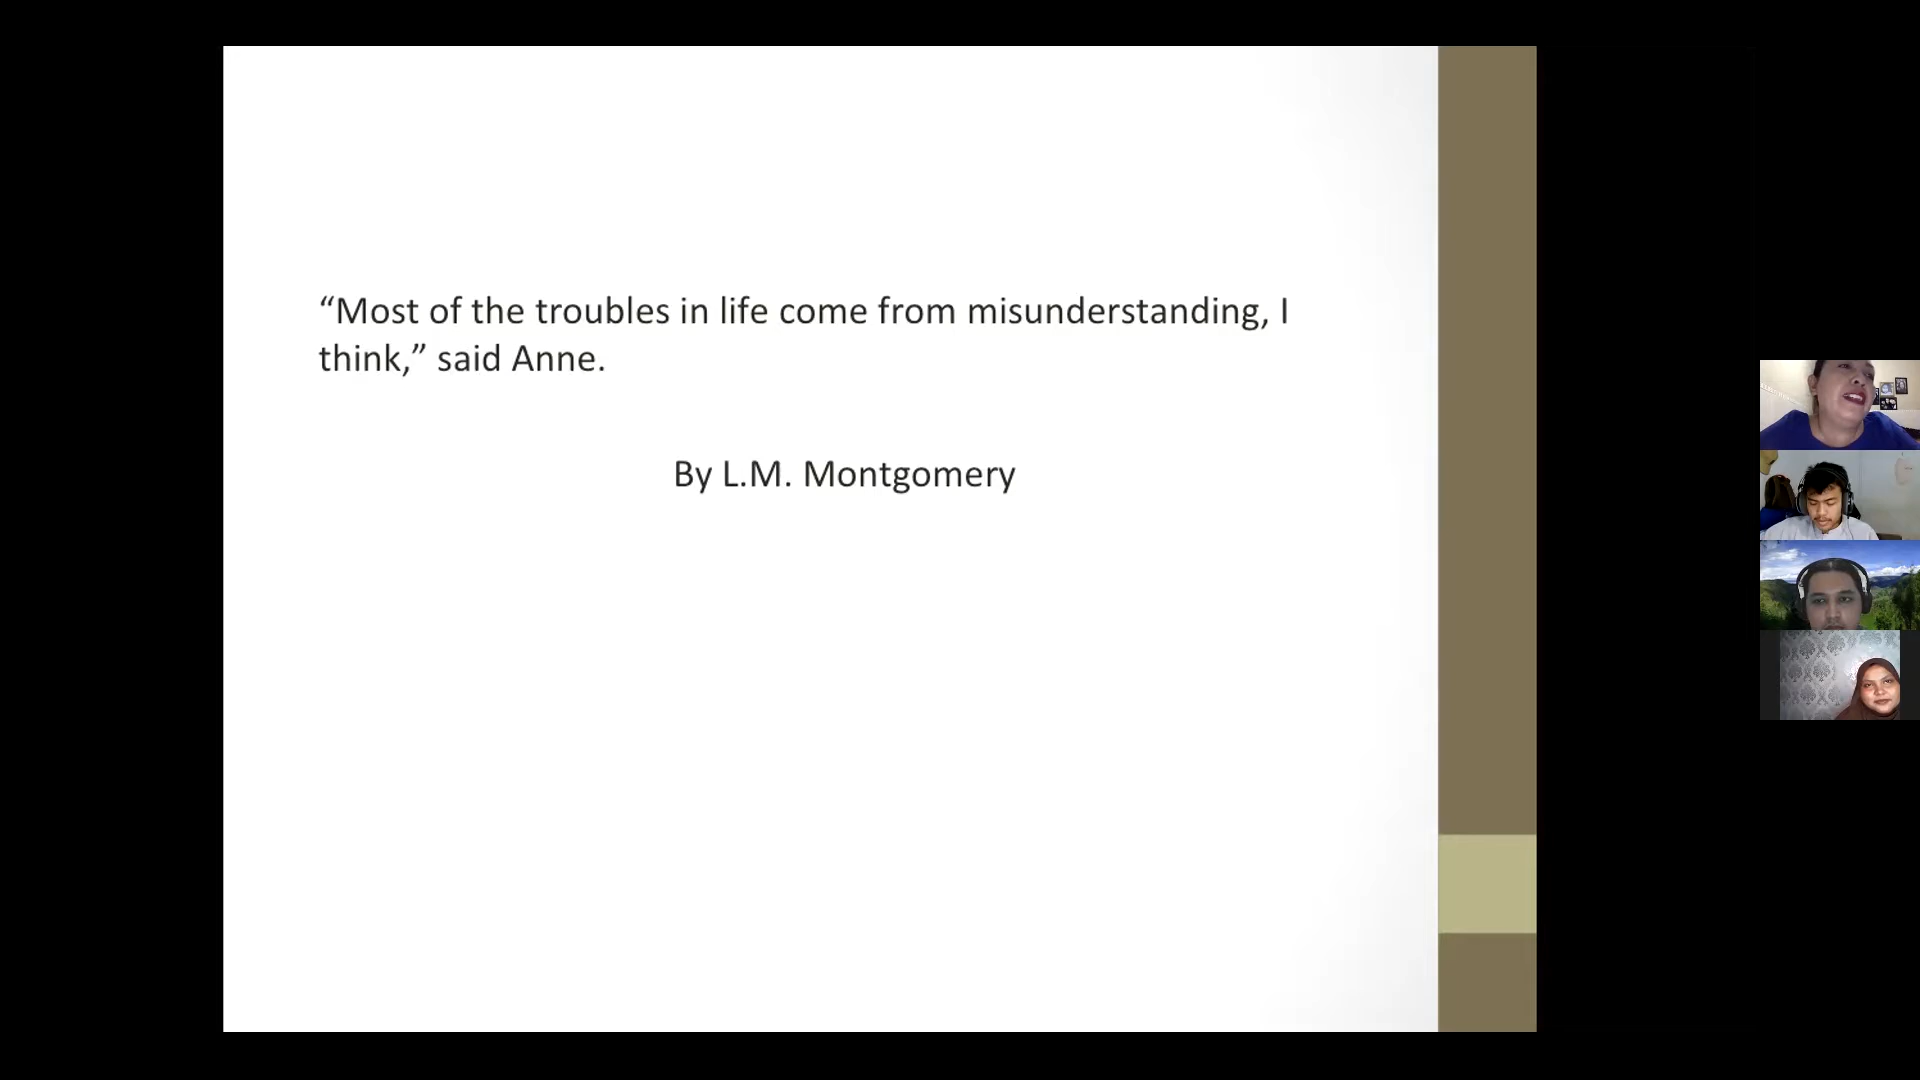 “Most of the troubles in life come from misunderstanding, I
think,” said Anne.
By L.M. Montgomery